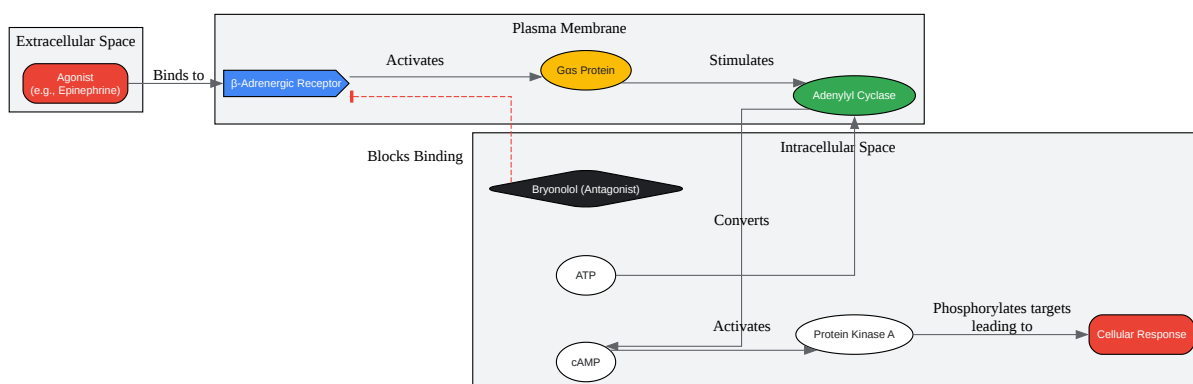 Plasma Membrane
Extracellular Space
Agonist
(e.g., Epinephrine)
Binds to
β-Adrenergic Receptor
Activates
Gαs Protein
Stimulates
Adenylyl Cyclase
Intracellular Space
Blocks Binding
Bryonolol (Antagonist)
Converts
ATP
Activates
cAMP
Protein Kinase A
Phosphorylates targets
leading to
Cellular Response